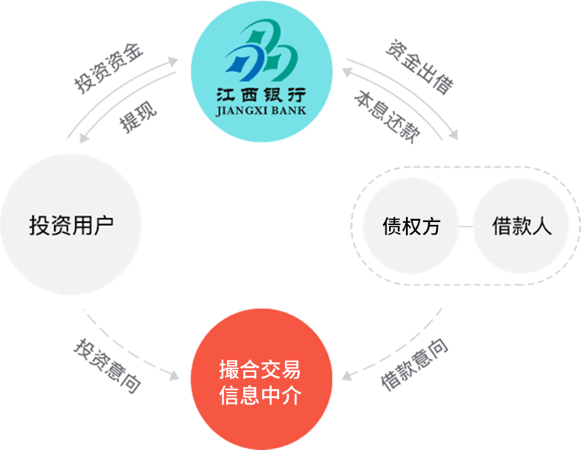 投资资金
提现
江西银行
JIANGXI BANK
资金出借
本息还款
投资用户
债权方
借款人
投资意向
撮合交易
信息中介
借款意向